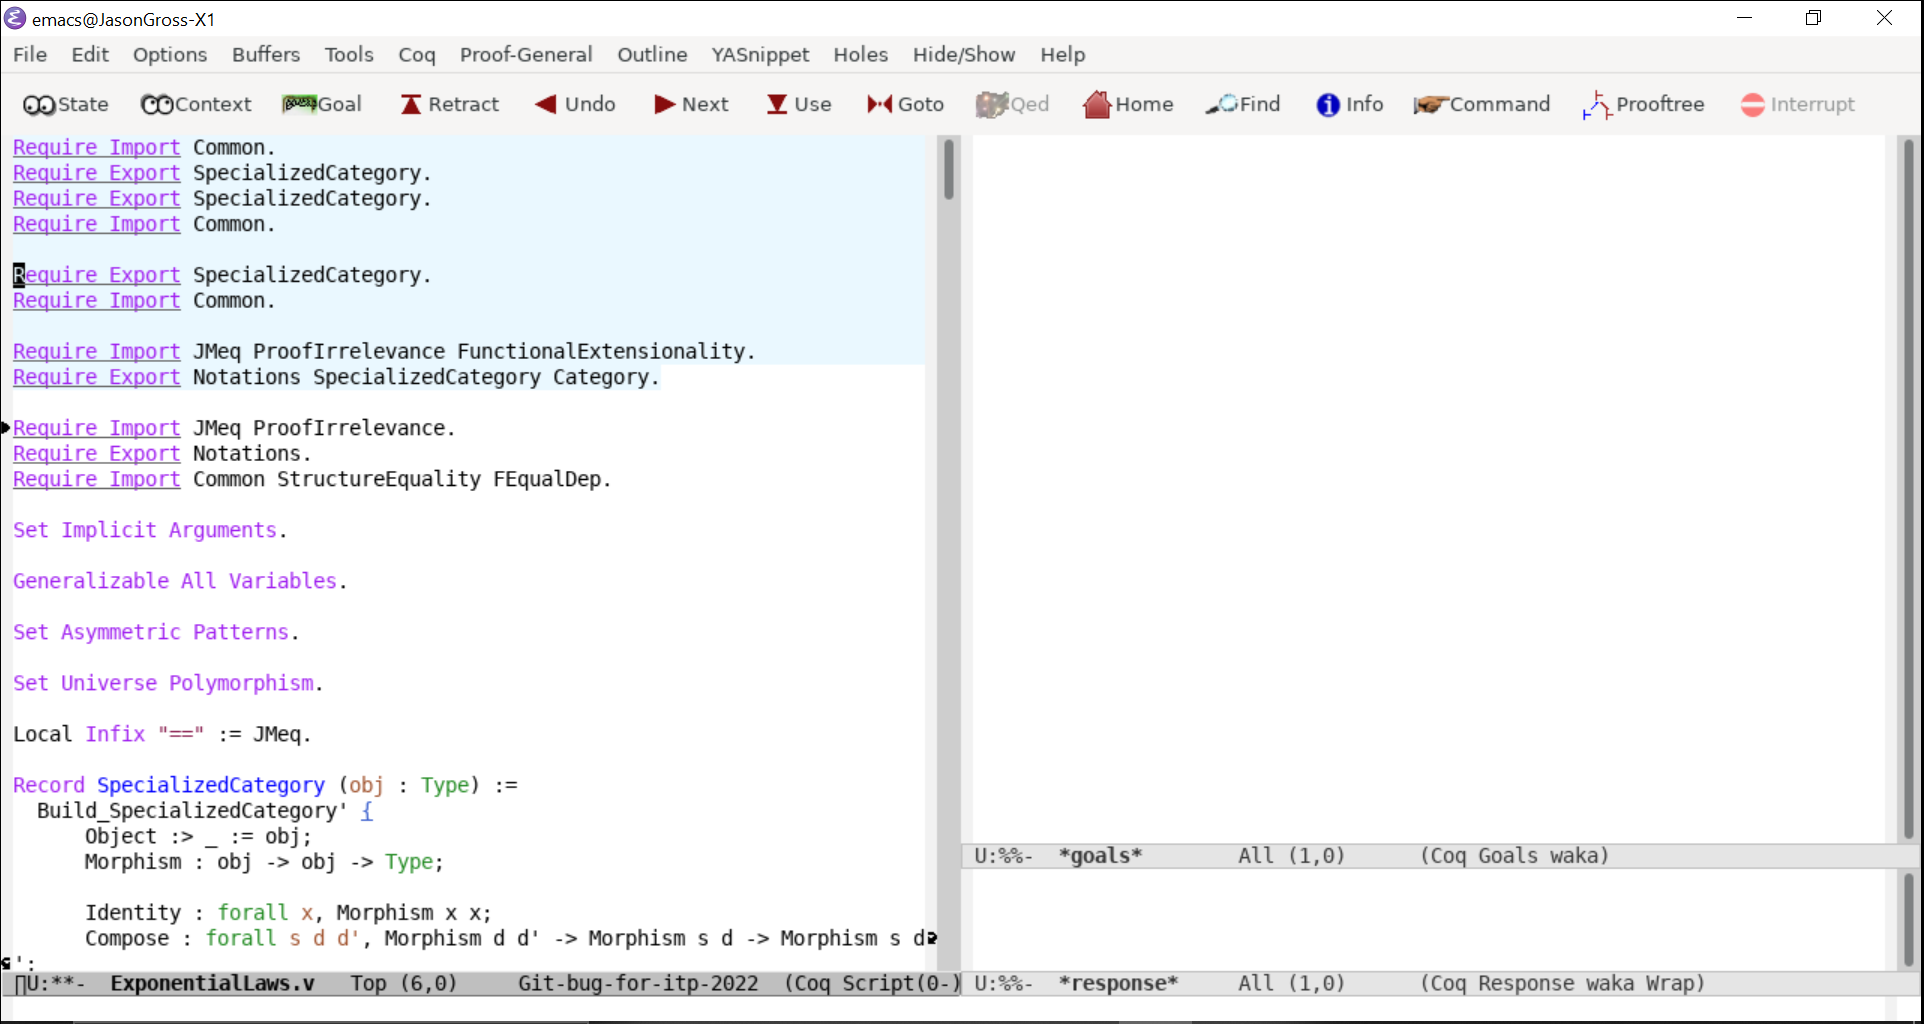 emacs@JasonGross-X1
File Edit Options Buffers Tools Coq Proof-General Outline YASnippet Holes Hide/Show Help
State Context Goal Retract Undo Next Use Goto Qed Home Find Info Command Prooftree Interrupt
Require Import Common.
Require Export SpecializedCategory.
Require Export SpecializedCategory.
Require Import Common.
Require Export SpecializedCategory.
Require Import Common.
Require Import JMeq ProofIrrelevance FunctionalExtensionality.
Require Export Notations SpecializedCategory Category.
Require Import JMeq ProofIrrelevance.
Require Export Notations.
Require Import Common StructureEquality FEqualDep.
Set Implicit Arguments.
Generalizable All Variables.
Set Asymmetric Patterns.
Set Universe Polymorphism.
Local Infix "==" := JMeq.
Record SpecializedCategory (obj : Type) :=
Build_SpecializedCategory' {
Object :> _ := obj;
Morphism : obj -> obj -> Type;
Identity : forall x, Morphism x x;
Compose : forall s d d', Morphism d d' -> Morphism s d -> Morphism s d
';
U:**- ExponentialLaws.v Top (6,0) Git-bug-for-itp-2022 (Coq Script(0-)
U:%%- *goals* All (1,0) (Coq Goals waka)
U:%%- *response* All (1,0) (Coq Response waka Wrap)